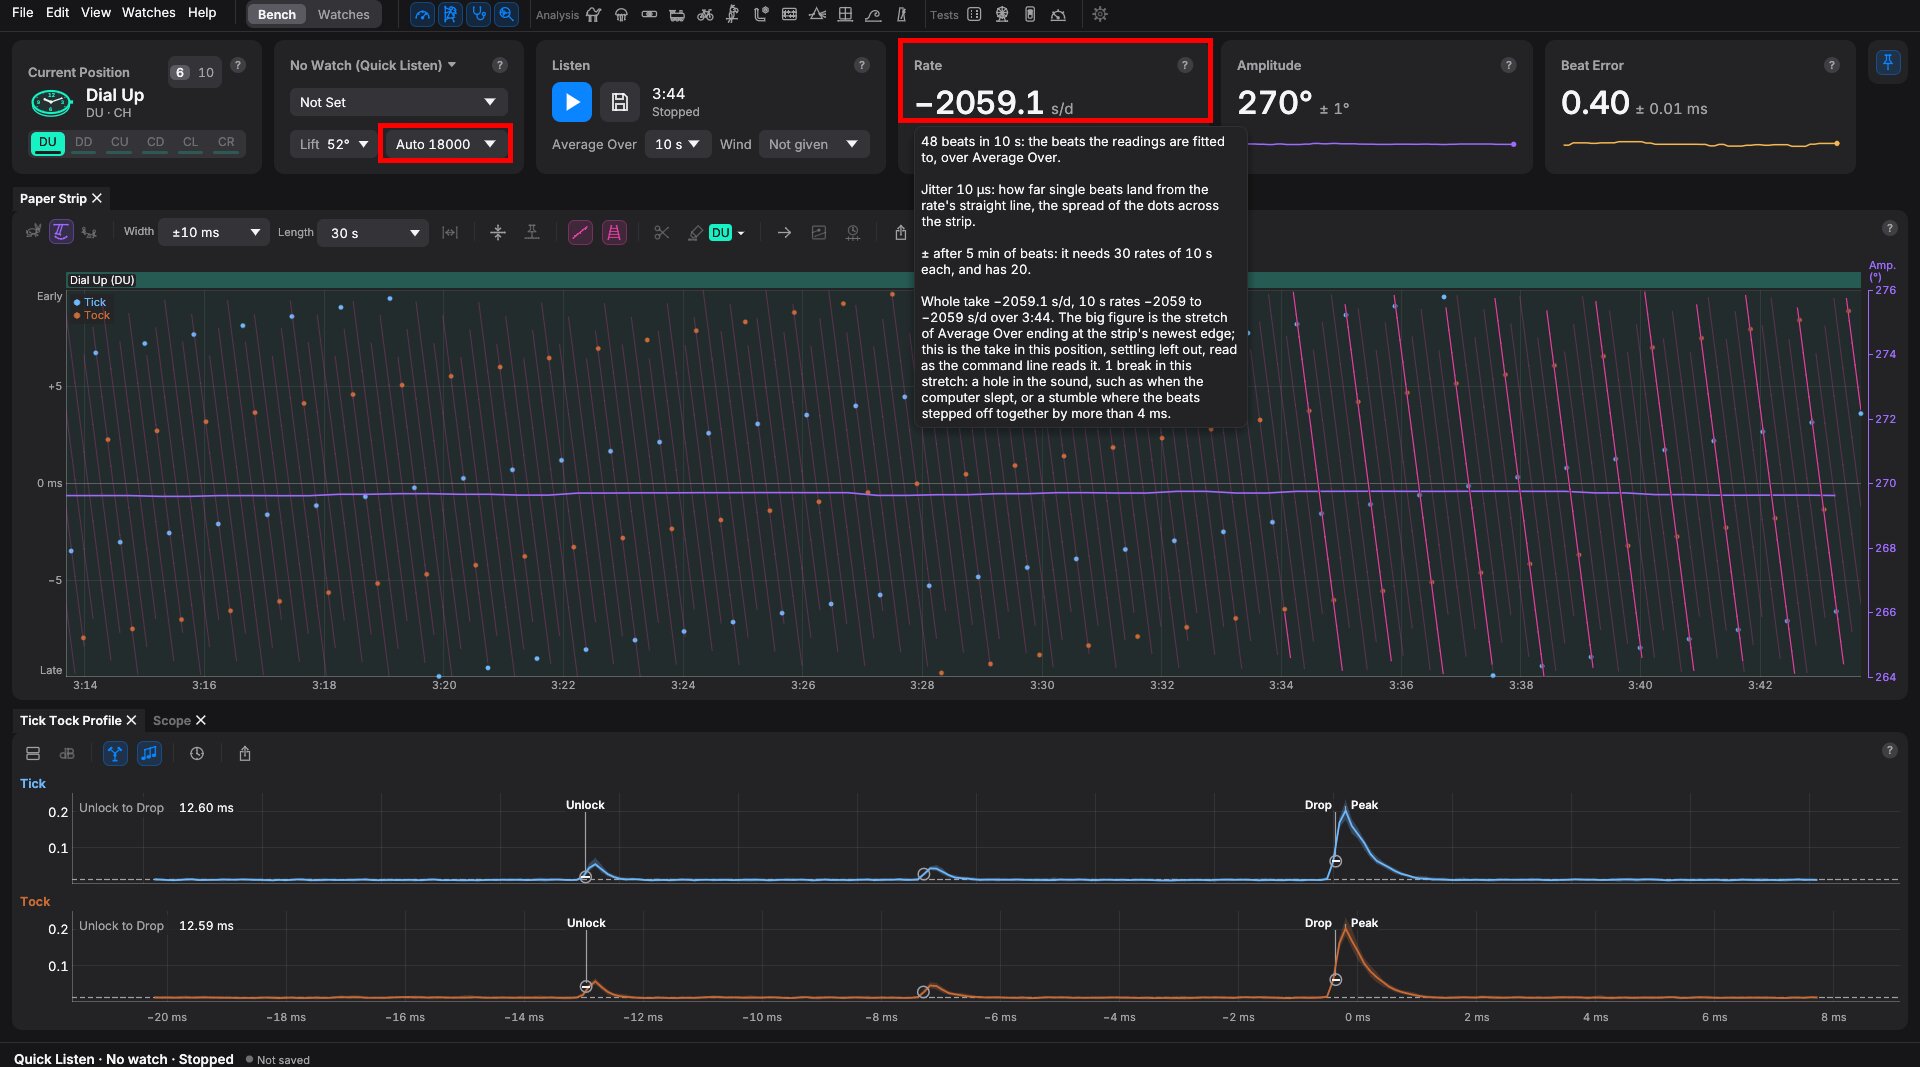 File Edit View Watches Help
Bench Watches
Analysis
Tests
Current Position
6 10
?
Dial Up
DU · CH
DU DD CU CD CL CR
No Watch (Quick Listen)
?
Not Set
Lift 52°
Auto 18000
Listen
?
3:44
Stopped
Average Over 10 s Wind Not given
Rate
?
−2059.1 s/d
Amplitude
?
270° ± 1°
Beat Error
?
0.40 ± 0.01 ms
48 beats in 10 s: the beats the readings are fitted
to, over Average Over.
Jitter 10 µs: how far single beats land from the
rate's straight line, the spread of the dots across
the strip.
± after 5 min of beats: it needs 30 rates of 10 s
each, and has 20.
Whole take −2059.1 s/d, 10 s rates −2059 to
−2059 s/d over 3:44. The big figure is the stretch
of Average Over ending at the strip's newest edge;
this is the take in this position, settling left out, read
as the command line reads it. 1 break in this
stretch: a hole in the sound, such as when the
computer slept, or a stumble where the beats
stepped off together by more than 4 ms.
Paper Strip
Width ±10 ms Length 30 s
DU
?
Dial Up (DU)
Amp.
(°)
Early
Tick
Tock
+5
0 ms
−5
Late
276
274
272
270
268
266
264
3:14 3:16 3:18 3:20 3:22 3:24 3:26 3:28 3:30 3:32 3:34 3:36 3:38 3:40 3:42
Tick Tock Profile Scope
dB
?
Tick
Unlock to Drop 12.60 ms
Unlock
Drop Peak
0.2
0.1
Tock
Unlock to Drop 12.59 ms
Unlock
Drop Peak
0.2
0.1
−20 ms −18 ms −16 ms −14 ms −12 ms −10 ms −8 ms −6 ms −4 ms −2 ms 0 ms 2 ms 4 ms 6 ms 8 ms
Quick Listen · No watch · Stopped Not saved